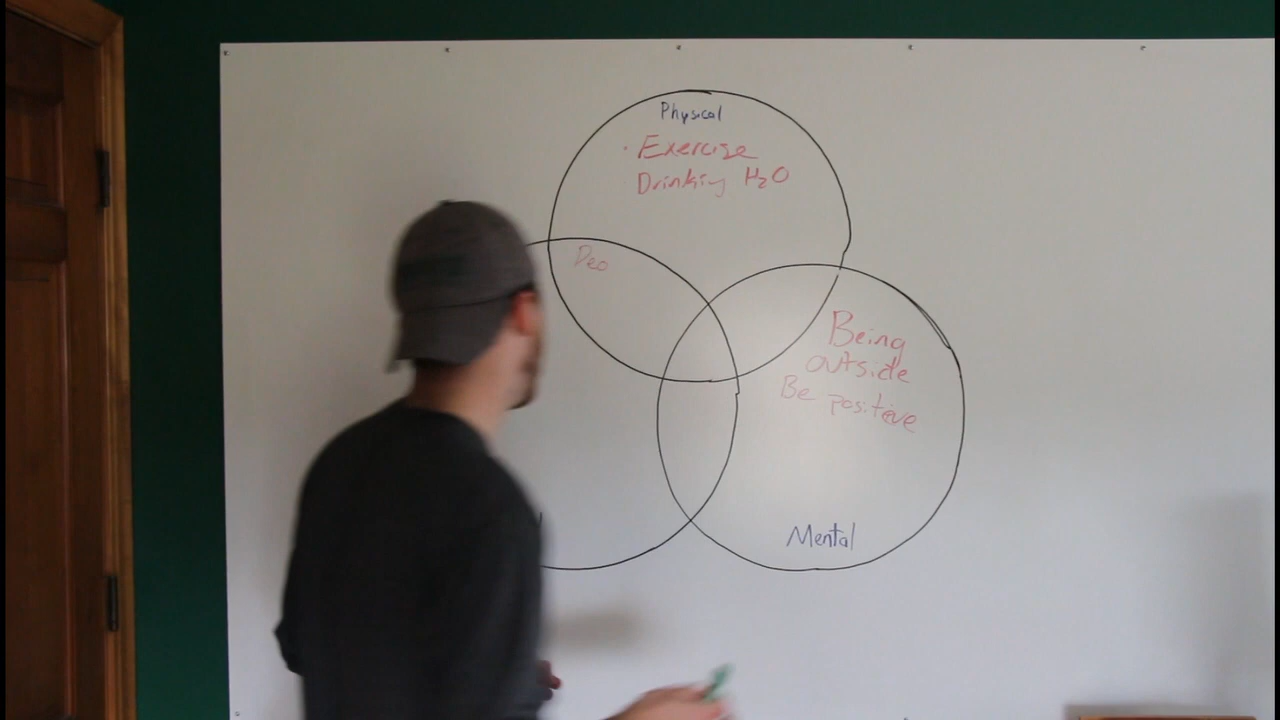 Physical
· Exercise
Drinking H₂O
Deo
Being
outside
Be positive
Mental